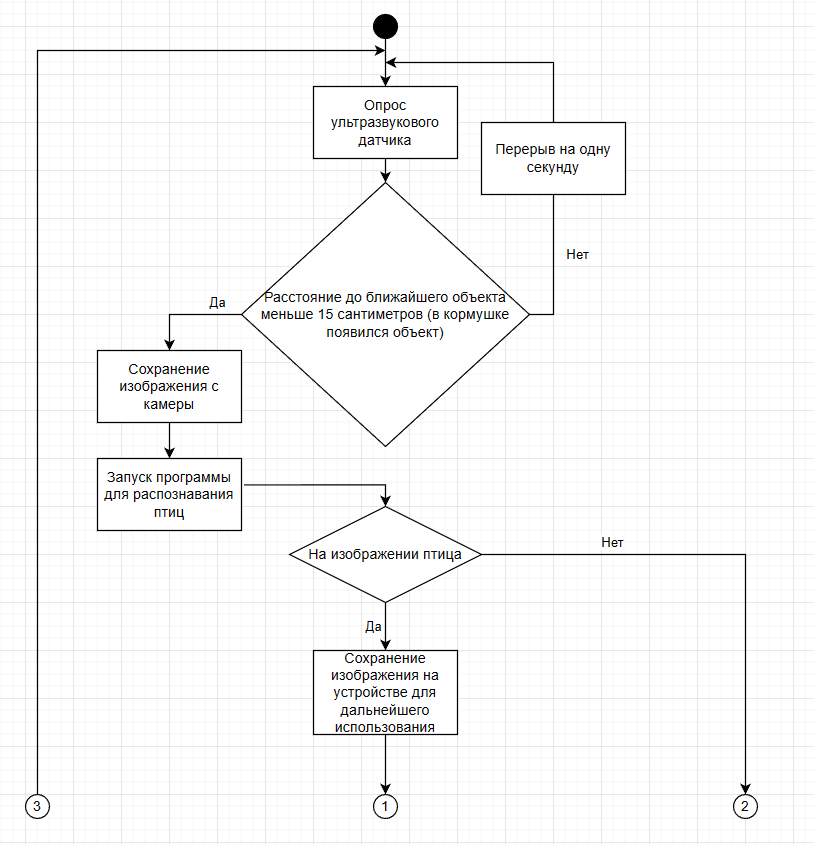 Опрос
ультразвукового
датчика
Перерыв на одну
секунду
Нет
Да
Расстояние до ближайшего объекта
меньше 15 сантиметров (в кормушке
появился объект)
Сохранение
изображения с
камеры
Запуск программы
для распознавания
птиц
На изображении птица
Нет
Да
Сохранение
изображения на
устройстве для
дальнейшего
использования
3
1
2